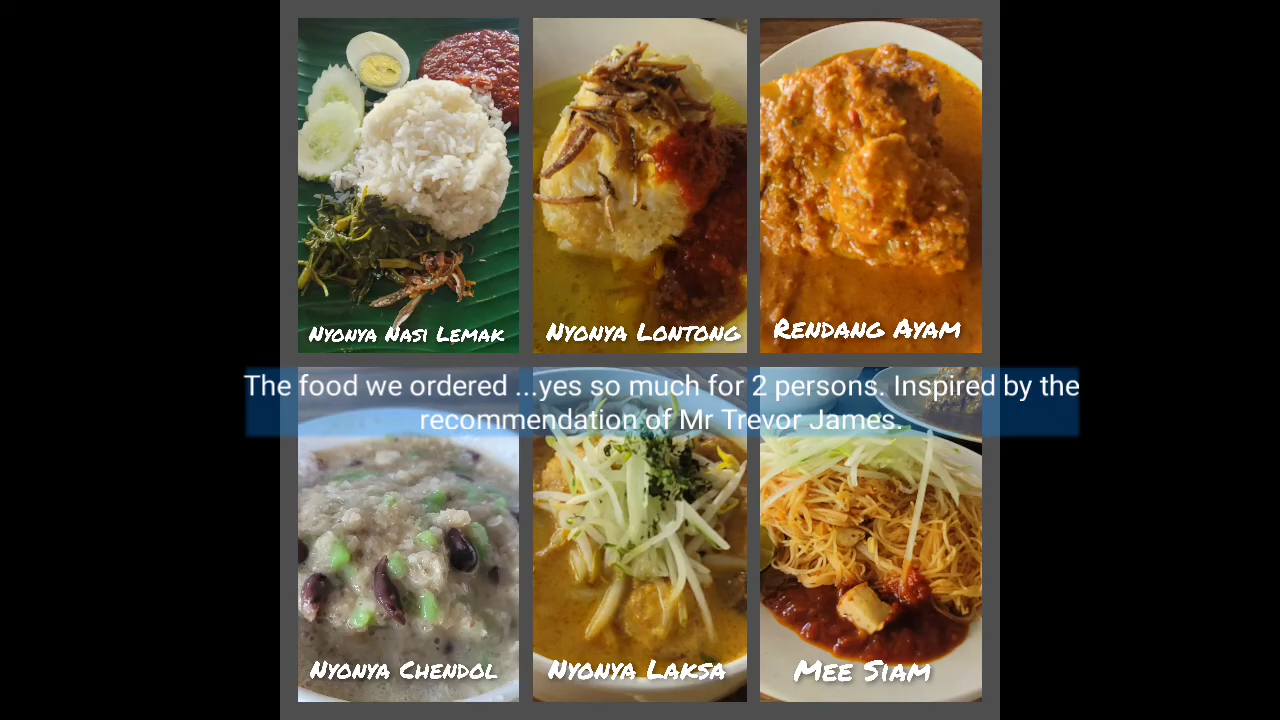 Nyonya Nasi Lemak
Nyonya Lontong
Rendang Ayam
The food we ordered ...yes so much for 2 persons. Inspired by the
recommendation of Mr Trevor James.
Nyonya Chendol
Nyonya Laksa
Mee Siam